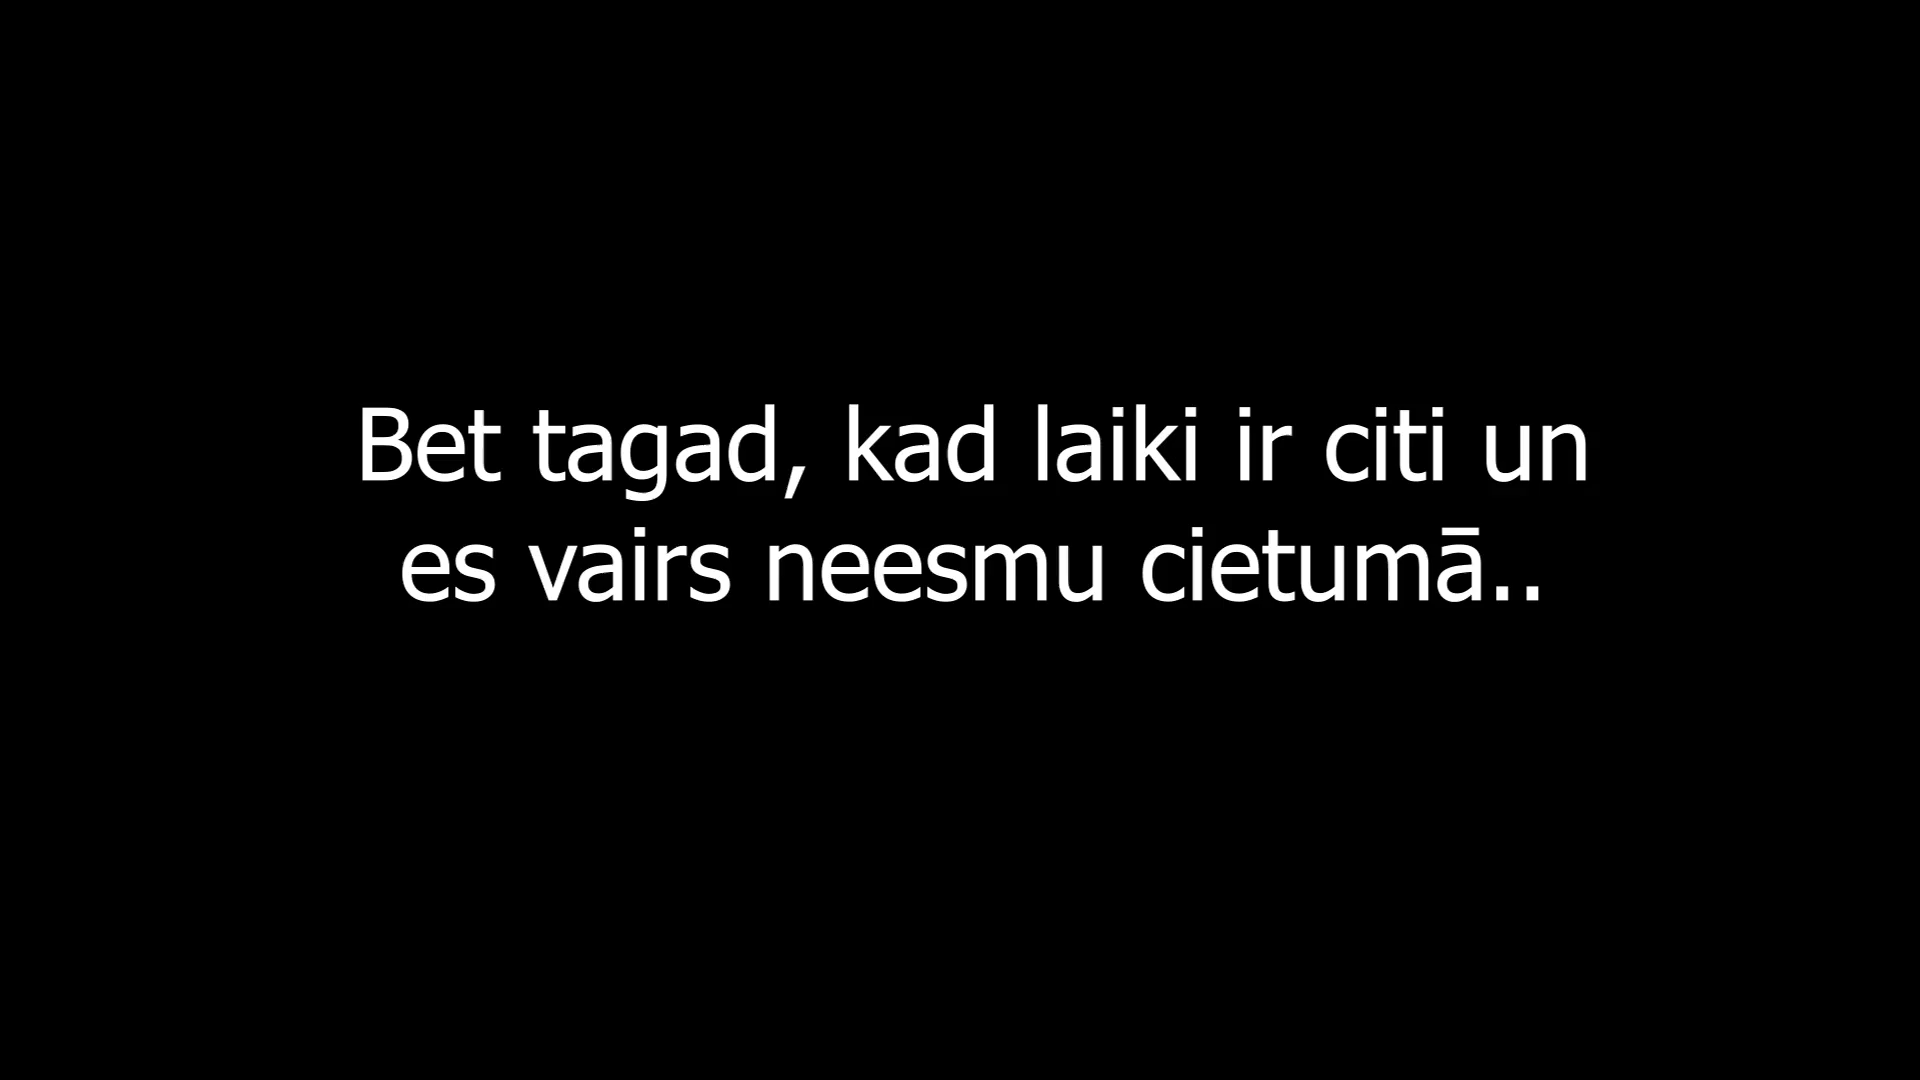 Bet tagad, kad laiki ir citi un
es vairs neesmu cietumā..